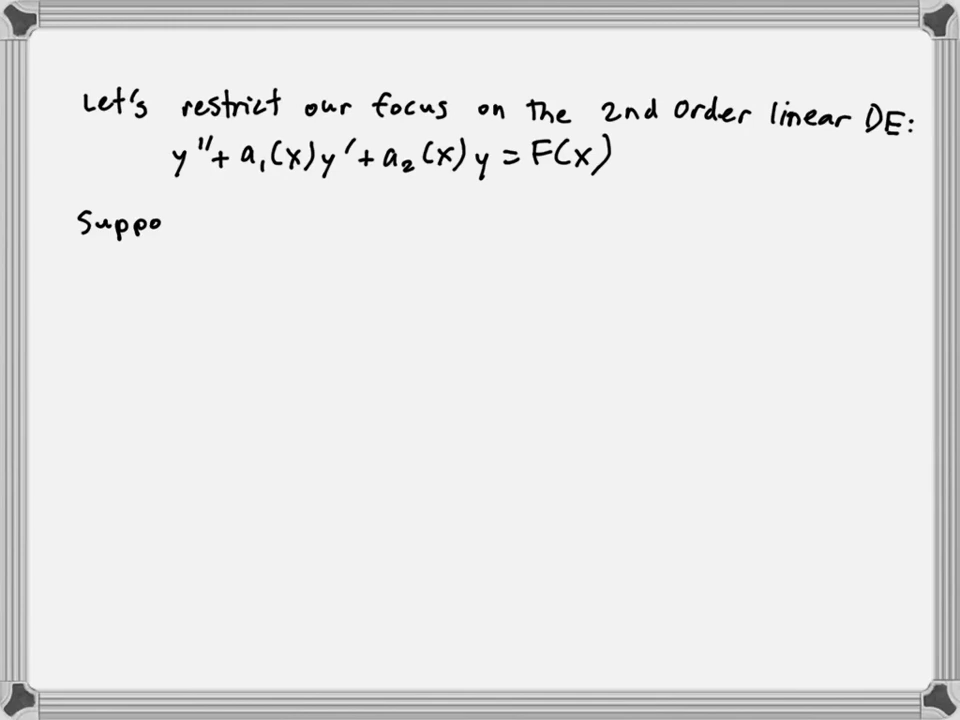 Let's restrict our focus on the 2nd order linear DE:
y'' + a₁(x)y' + a₂(x)y = F(x)
Suppo